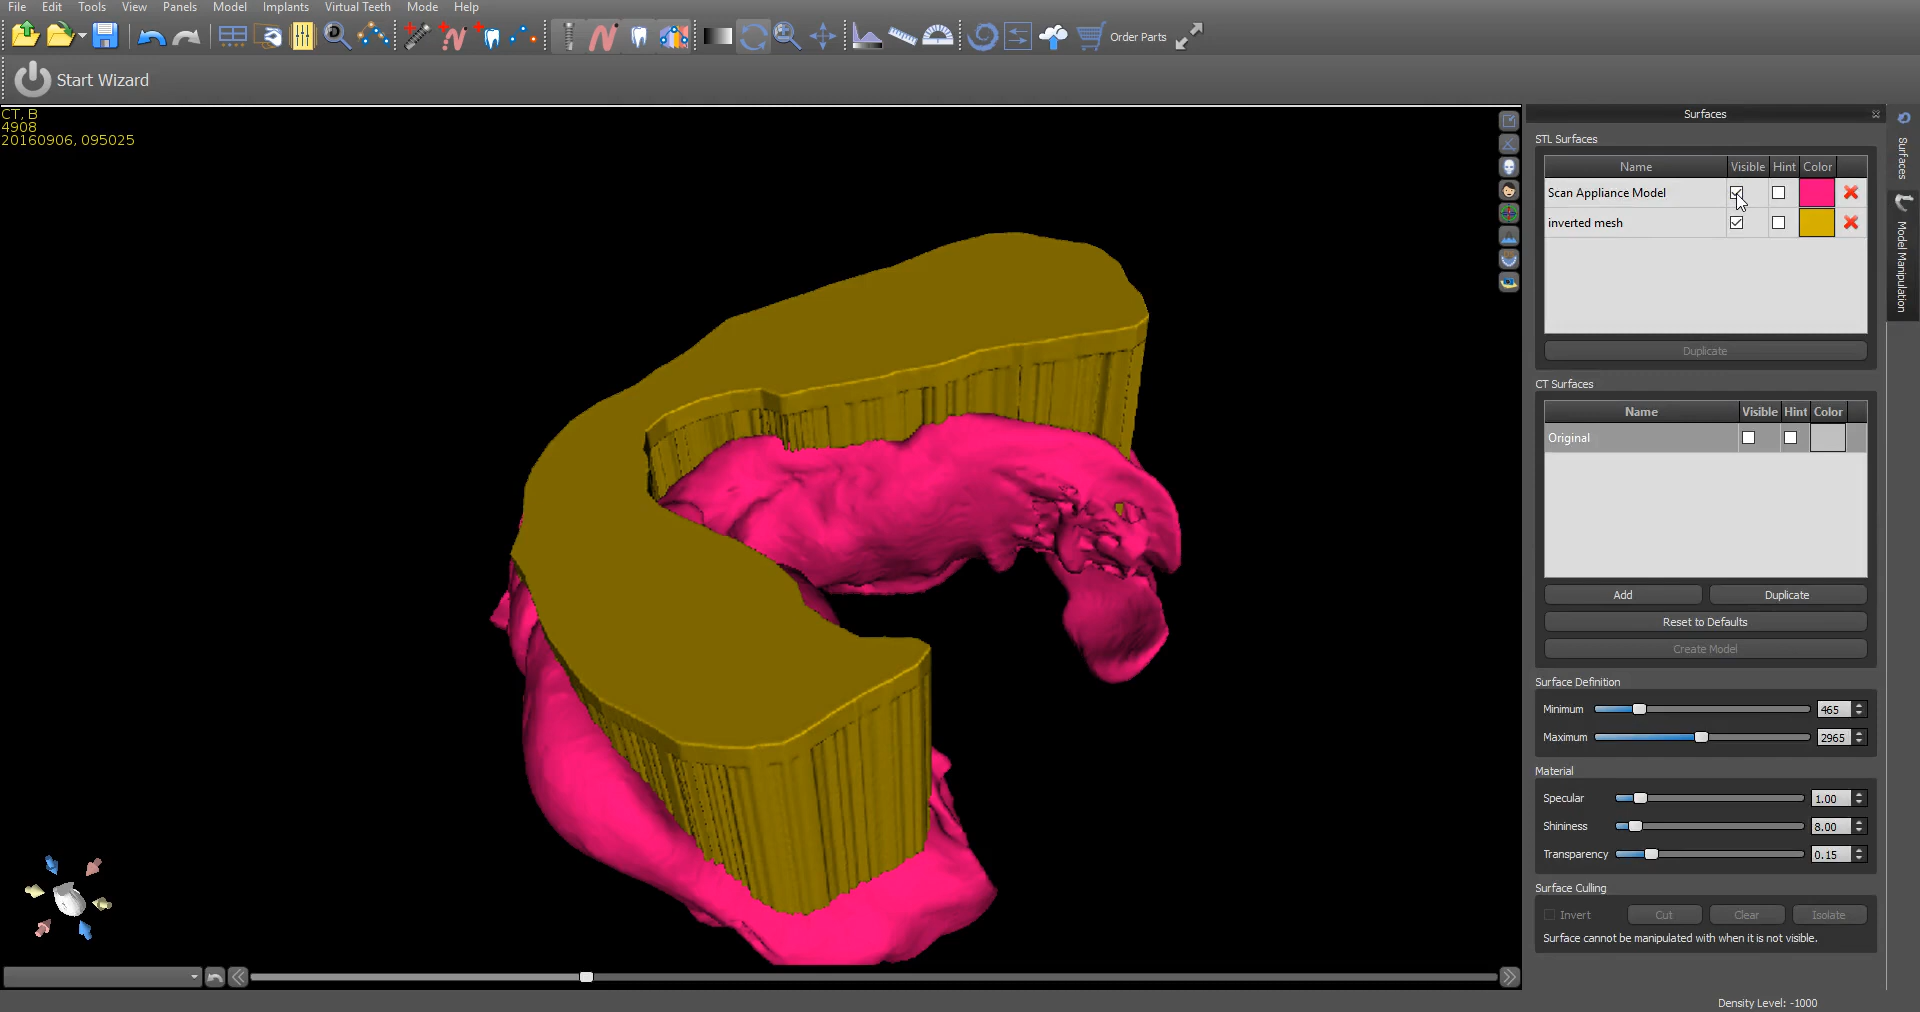 File Edit View Tools Panels Model Implants Virtual Teeth Mode Help
Order Parts
Start Wizard
CT, B
4908
20160906, 095025
Surfaces
STL Surfaces
Name Visible Hint Color
Scan Appliance Model
inverted mesh
Duplicate
CT Surfaces
Name Visible Hint Color
Original
Add Duplicate
Reset to Defaults
Create Model
Surface Definition
Minimum 465
Maximum 2965
Material
Specular 1.00
Shininess 8.00
Transparency 0.15
Surface Culling
Invert Cut Clear Isolate
Surface cannot be manipulated with when it is not visible.
Surfaces
Model Manipulation
Density Level: -1000